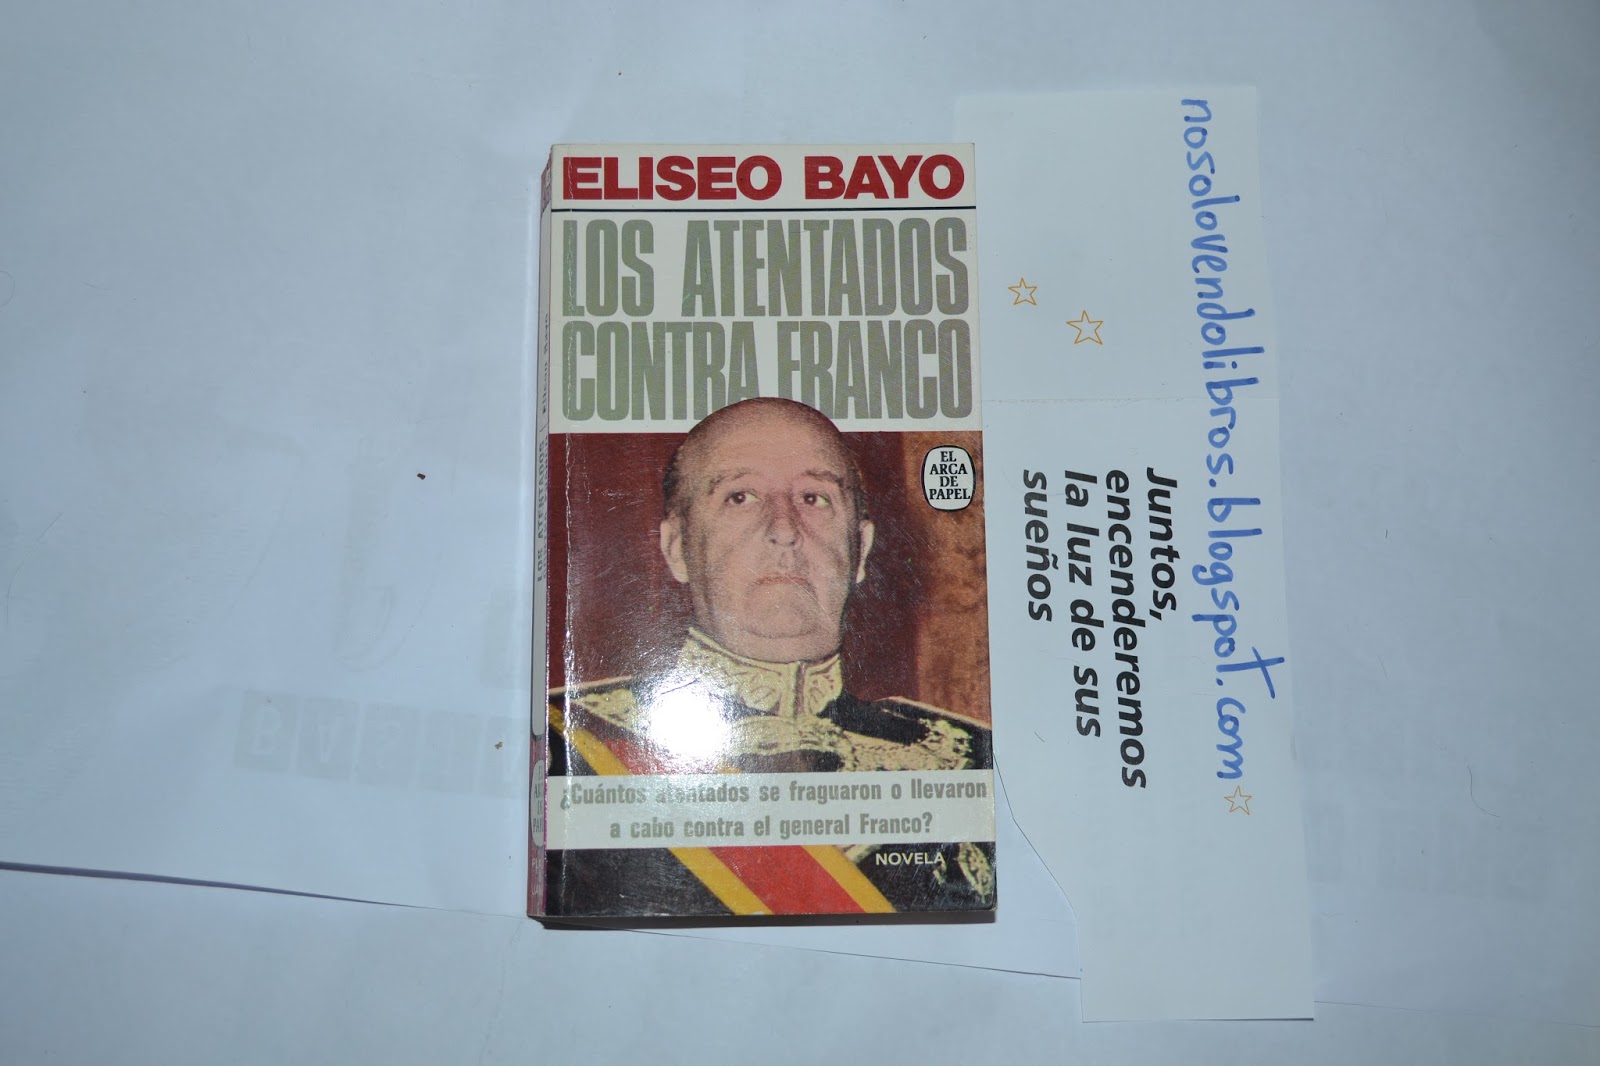 ELISEO BAYO
LOS ATENTADOS
CONTRA FRANCO
EL
ARCA
DE
PAPEL
¿Cuántos atentados se fraguaron o llevaron
a cabo contra el general Franco?
NOVELA
LOS ATENTADOS
nosolovendolibros.blogspot.com
Juntos,
encenderemos
la luz de sus
sueños